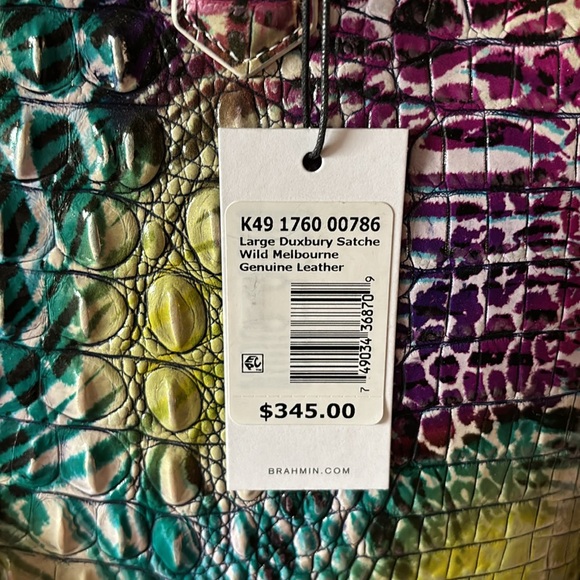 K49 1760 00786
Large Duxbury Satche
Wild Melbourne
Genuine Leather
7 49034 36870 9
$345.00
BRAHMIN.COM